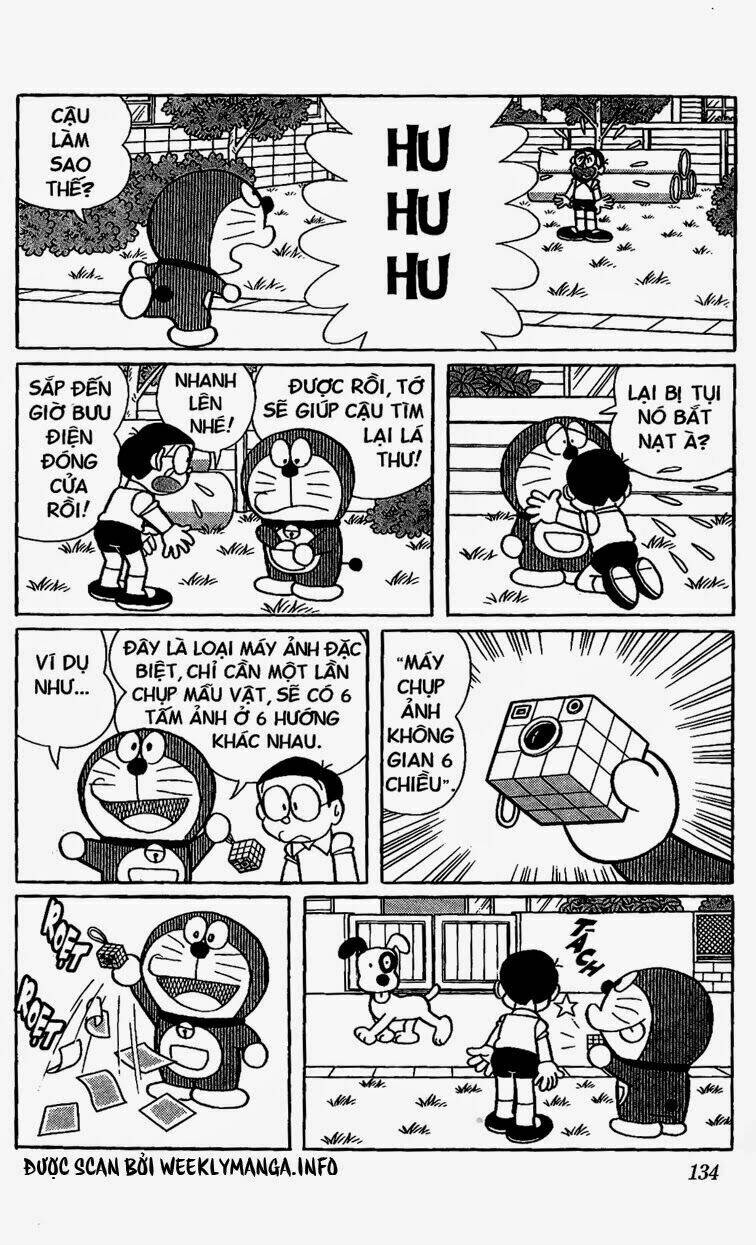 HU
HU
HU
CẬU
LÀM
SAO
THẾ?
LẠI BỊ TỤI
NÓ BẮT
NẠT À?
ĐƯỢC RỒI, TỚ
SẼ GIÚP CẬU TÌM
LẠI LÁ
THƯ!
NHANH
LÊN
NHÉ!
SẮP ĐẾN
GIỜ BƯU
ĐIỆN
ĐÓNG
CỬA
RỒI!
"MÁY
CHỤP
ẢNH
KHÔNG
GIAN 6
CHIỀU".
ĐÂY LÀ LOẠI MÁY ẢNH ĐẶC
BIỆT, CHỈ CẦN MỘT LẦN
CHỤP MẤU VẬT, SẼ CÓ 6
TẤM ẢNH Ở 6 HƯỚNG
KHÁC NHAU.
VÍ DỤ
NHƯ...
TÁCH
ROẸT
ROẸT
ĐƯỢC SCAN BỞI WEEKLYMANGA.INFO
134